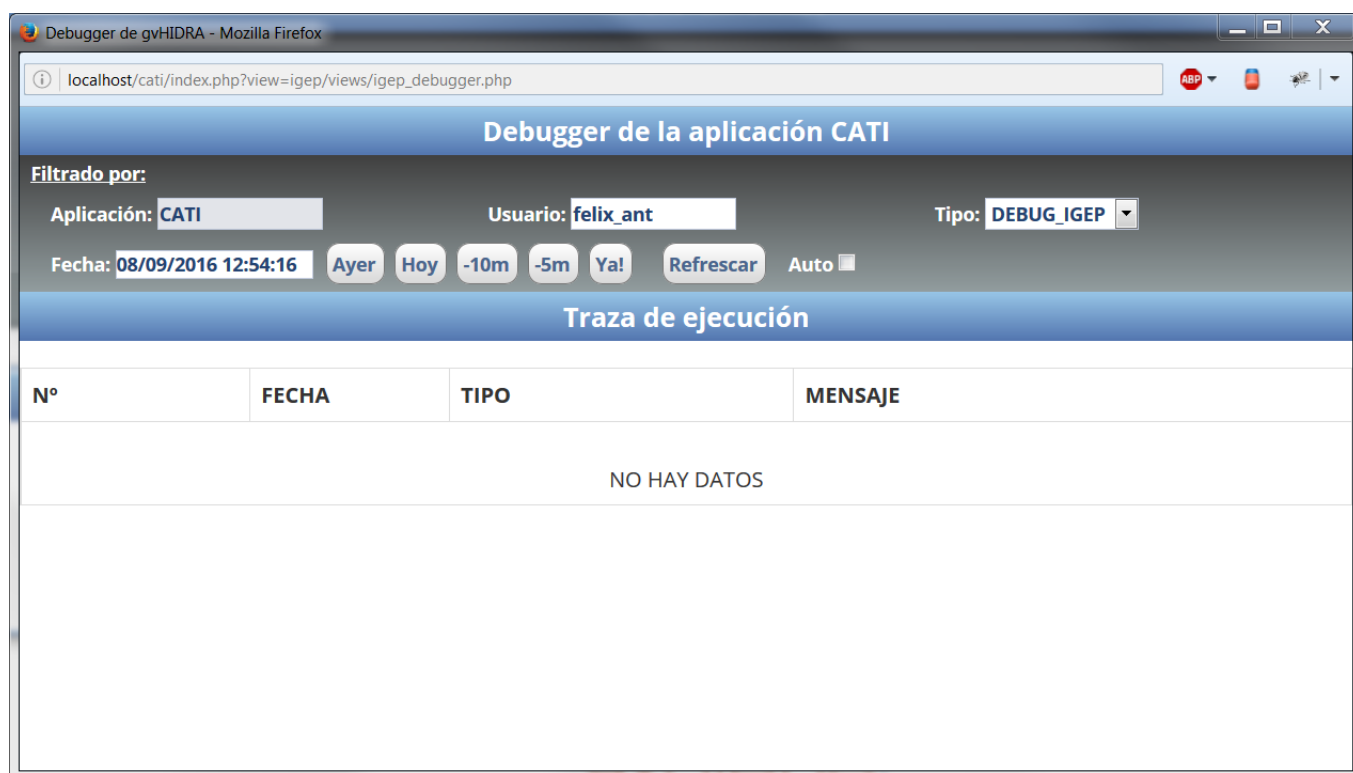 Debugger de gvHIDRA - Mozilla Firefox
localhost/cati/index.php?view=igep/views/igep_debugger.php
ABP
Debugger de la aplicación CATI
Filtrado por:
Aplicación: CATI Usuario: felix_ant Tipo: DEBUG_IGEP
Fecha: 08/09/2016 12:54:16 Ayer Hoy -10m -5m Ya! Refrescar Auto
Traza de ejecución
Nº FECHA TIPO MENSAJE
NO HAY DATOS